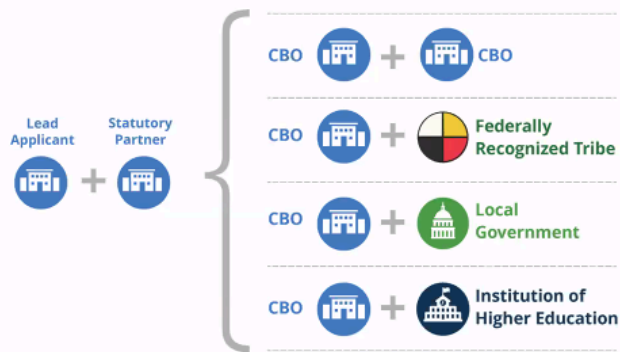 Lead
Applicant
Statutory
Partner
CBO
CBO
CBO
Federally
Recognized Tribe
CBO
Local
Government
CBO
Institution of
Higher Education